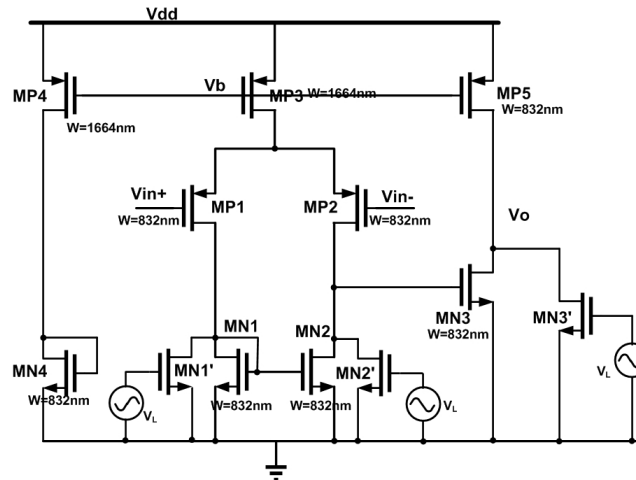 Vdd
MP4
Vb
MP3
W=1664nm
MP5
W=832nm
W=1664nm
Vin+
W=832nm
MP1
MP2
Vin-
W=832nm
Vo
MN1
MN2
MN3
W=832nm
MN3'
MN4
W=832nm
MN1'
W=832nm
W=832nm
MN2'
VL
VL
VL